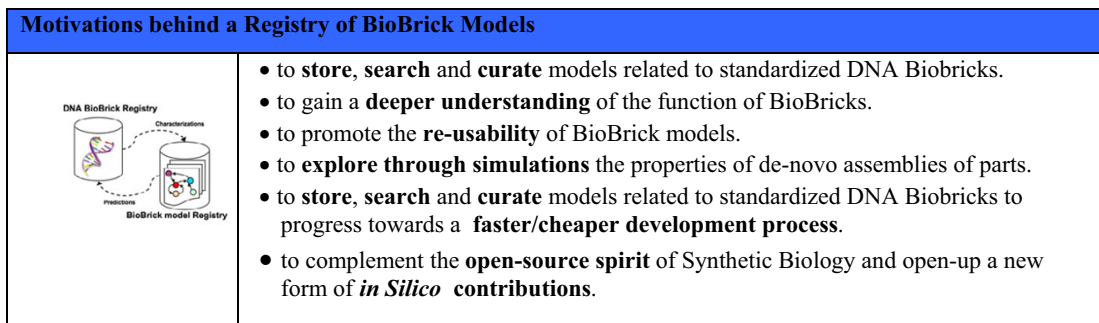 Motivations behind a Registry of BioBrick Models
DNA BioBrick Registry
Characterizations
Predictions
BioBrick model Registry
• to store, search and curate models related to standardized DNA Biobricks.
• to gain a deeper understanding of the function of BioBricks.
• to promote the re-usability of BioBrick models.
• to explore through simulations the properties of de-novo assemblies of parts.
• to store, search and curate models related to standardized DNA Biobricks to
progress towards a faster/cheaper development process.
• to complement the open-source spirit of Synthetic Biology and open-up a new
form of in Silico contributions.